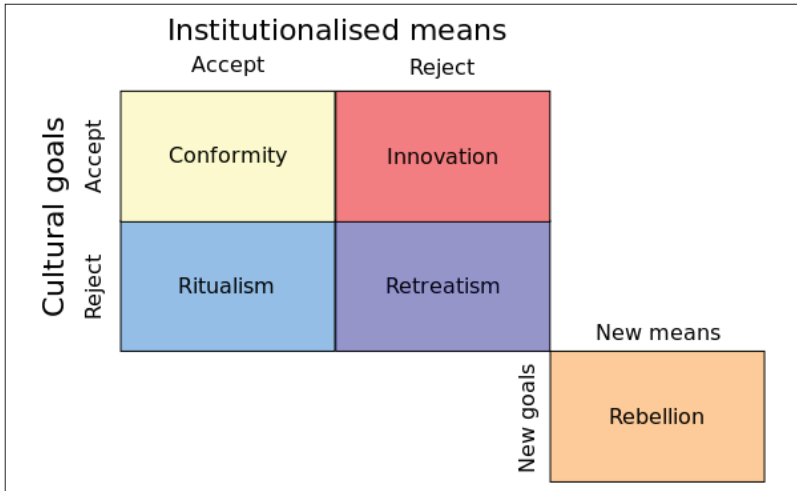 Institutionalised means
Accept
Reject
Cultural goals
Accept
Conformity
Innovation
Reject
Ritualism
Retreatism
New means
New goals
Rebellion